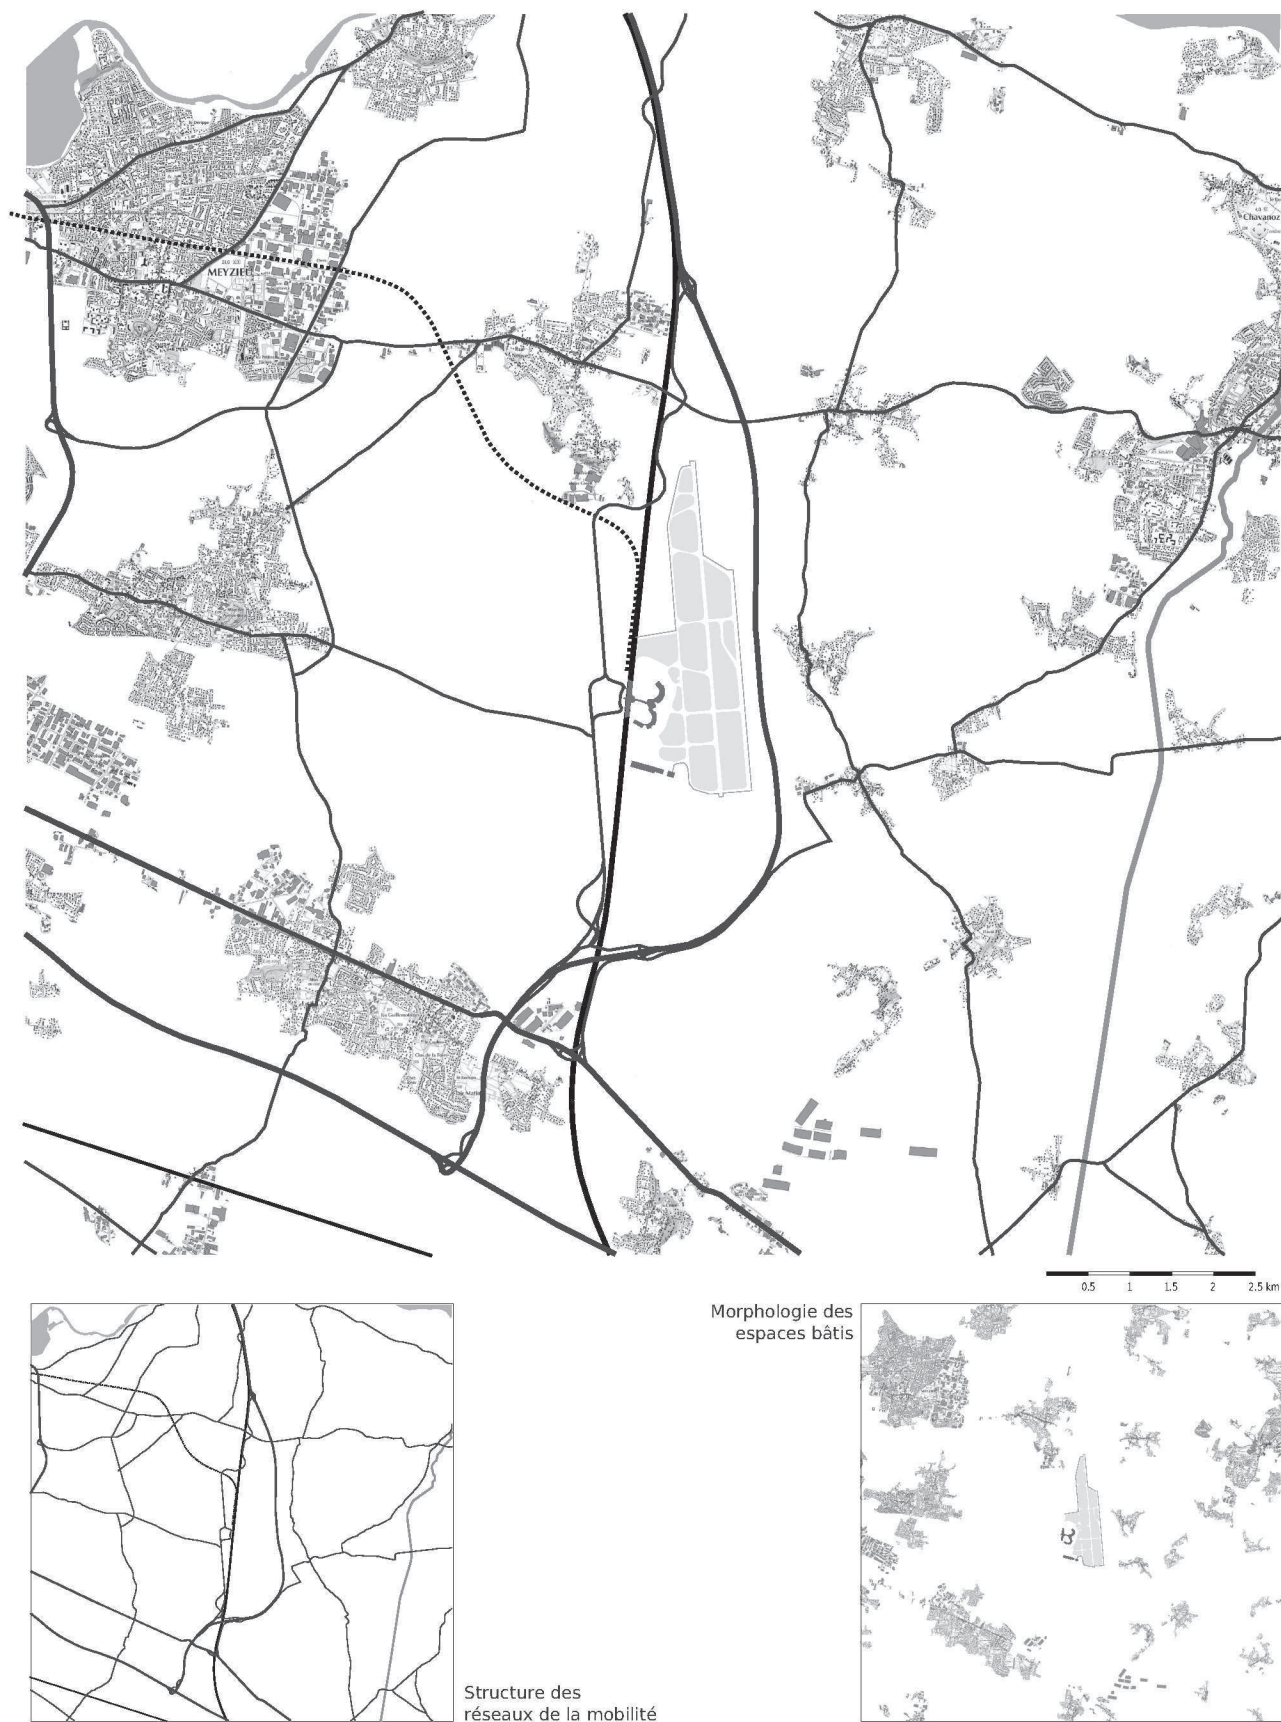 MEYZIEU
Chavanoz
0.5 1 1.5 2 2.5 km
Morphologie des
espaces bâtis
Structure des
réseaux de la mobilité